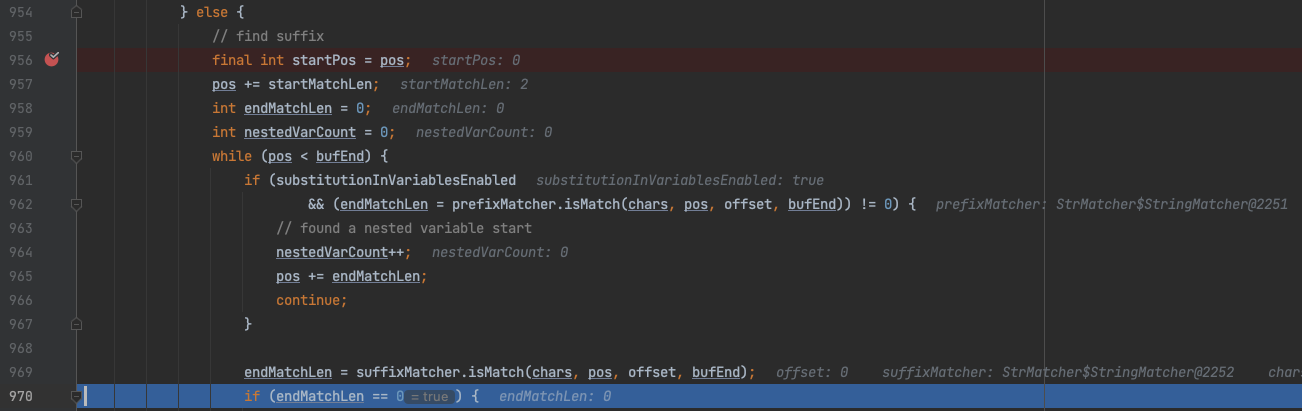 954 } else {
955 // find suffix
956 final int startPos = pos; startPos: 0
957 pos += startMatchLen; startMatchLen: 2
958 int endMatchLen = 0; endMatchLen: 0
959 int nestedVarCount = 0; nestedVarCount: 0
960 while (pos < bufEnd) {
961 if (substitutionInVariablesEnabled substitutionInVariablesEnabled: true
962 && (endMatchLen = prefixMatcher.isMatch(chars, pos, offset, bufEnd)) != 0) { prefixMatcher: StrMatcher$StringMatcher@2251
963 // found a nested variable start
964 nestedVarCount++; nestedVarCount: 0
965 pos += endMatchLen;
966 continue;
967 }
968
969 endMatchLen = suffixMatcher.isMatch(chars, pos, offset, bufEnd); offset: 0 suffixMatcher: StrMatcher$StringMatcher@2252 char
970 if (endMatchLen == 0 = true ) { endMatchLen: 0